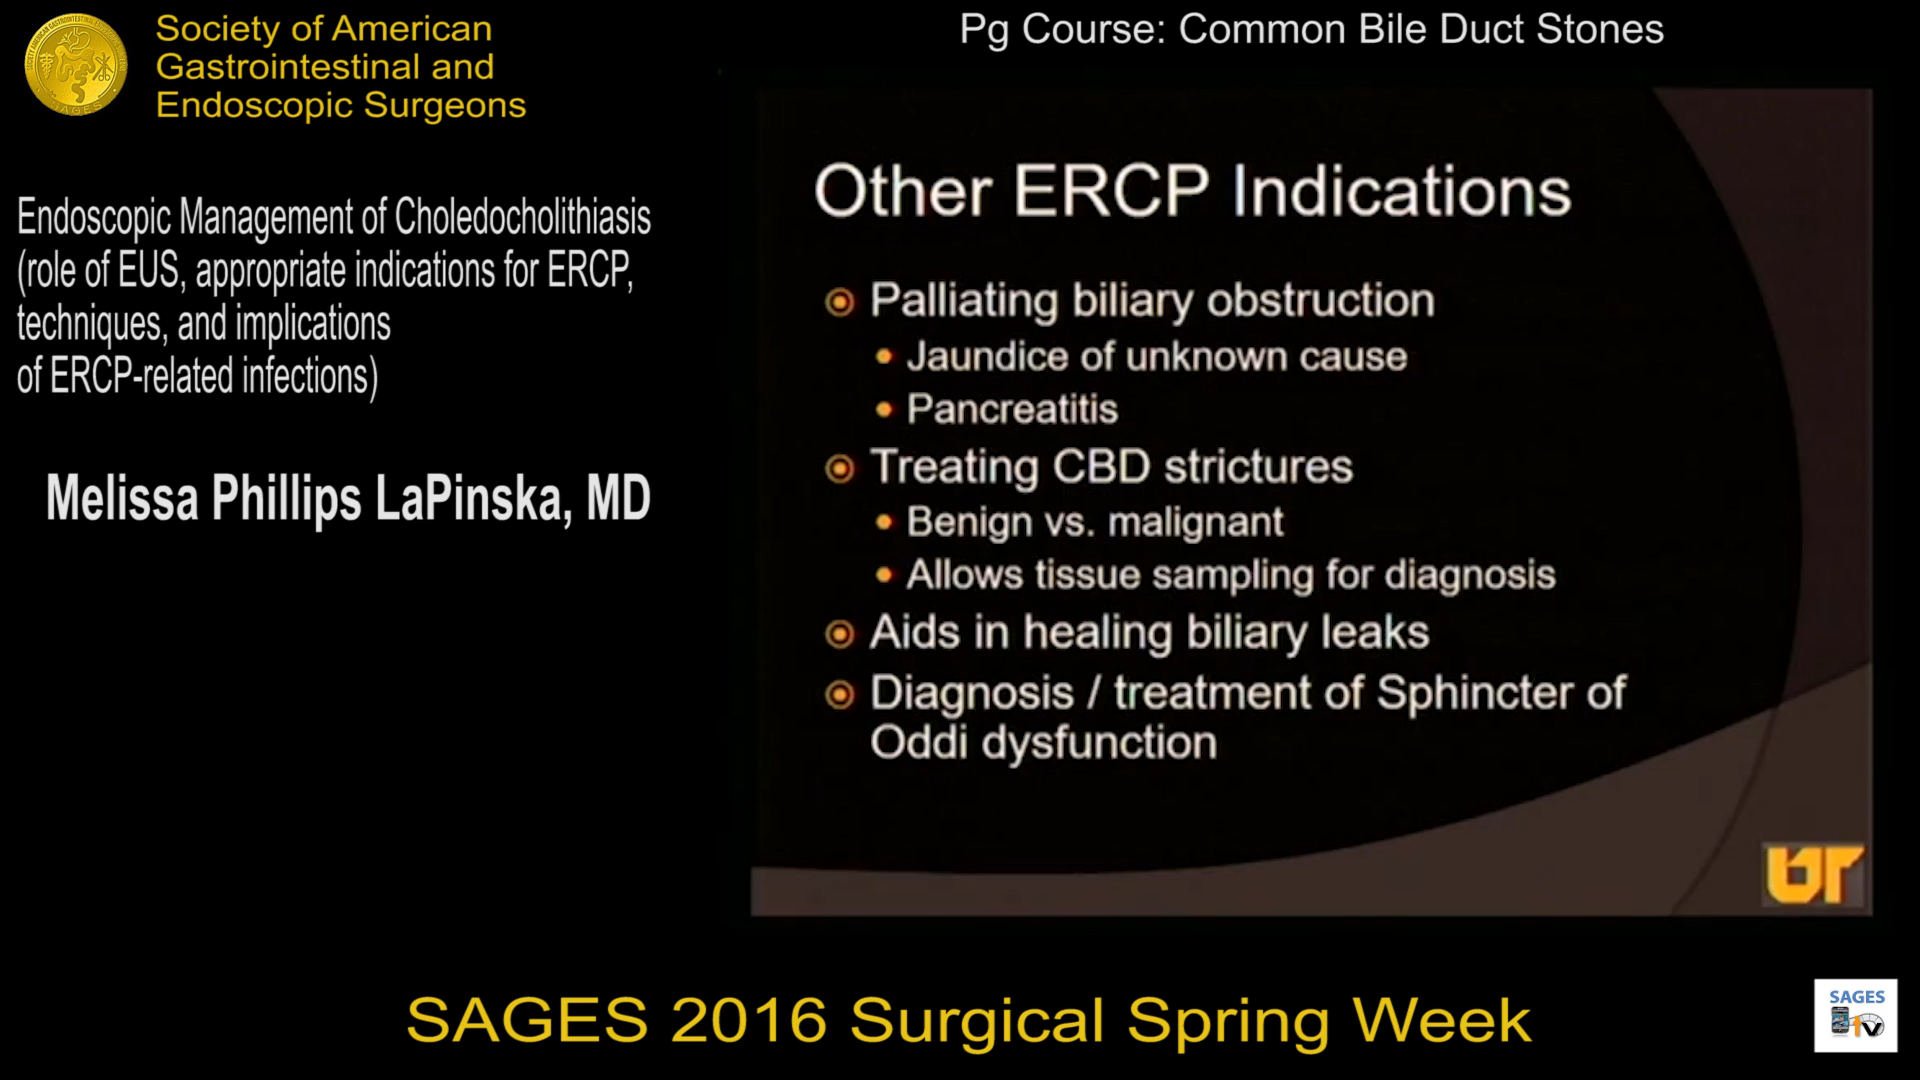 Society of American
Gastrointestinal and
Endoscopic Surgeons
Pg Course: Common Bile Duct Stones
Endoscopic Management of Choledocholithiasis
(role of EUS, appropriate indications for ERCP,
techniques, and implications
of ERCP-related infections)
Melissa Phillips LaPinska, MD
Other ERCP Indications
Palliating biliary obstruction
Jaundice of unknown cause
Pancreatitis
Treating CBD strictures
Benign vs. malignant
Allows tissue sampling for diagnosis
Aids in healing biliary leaks
Diagnosis / treatment of Sphincter of
Oddi dysfunction
UT
SAGES 2016 Surgical Spring Week
SAGES
tv